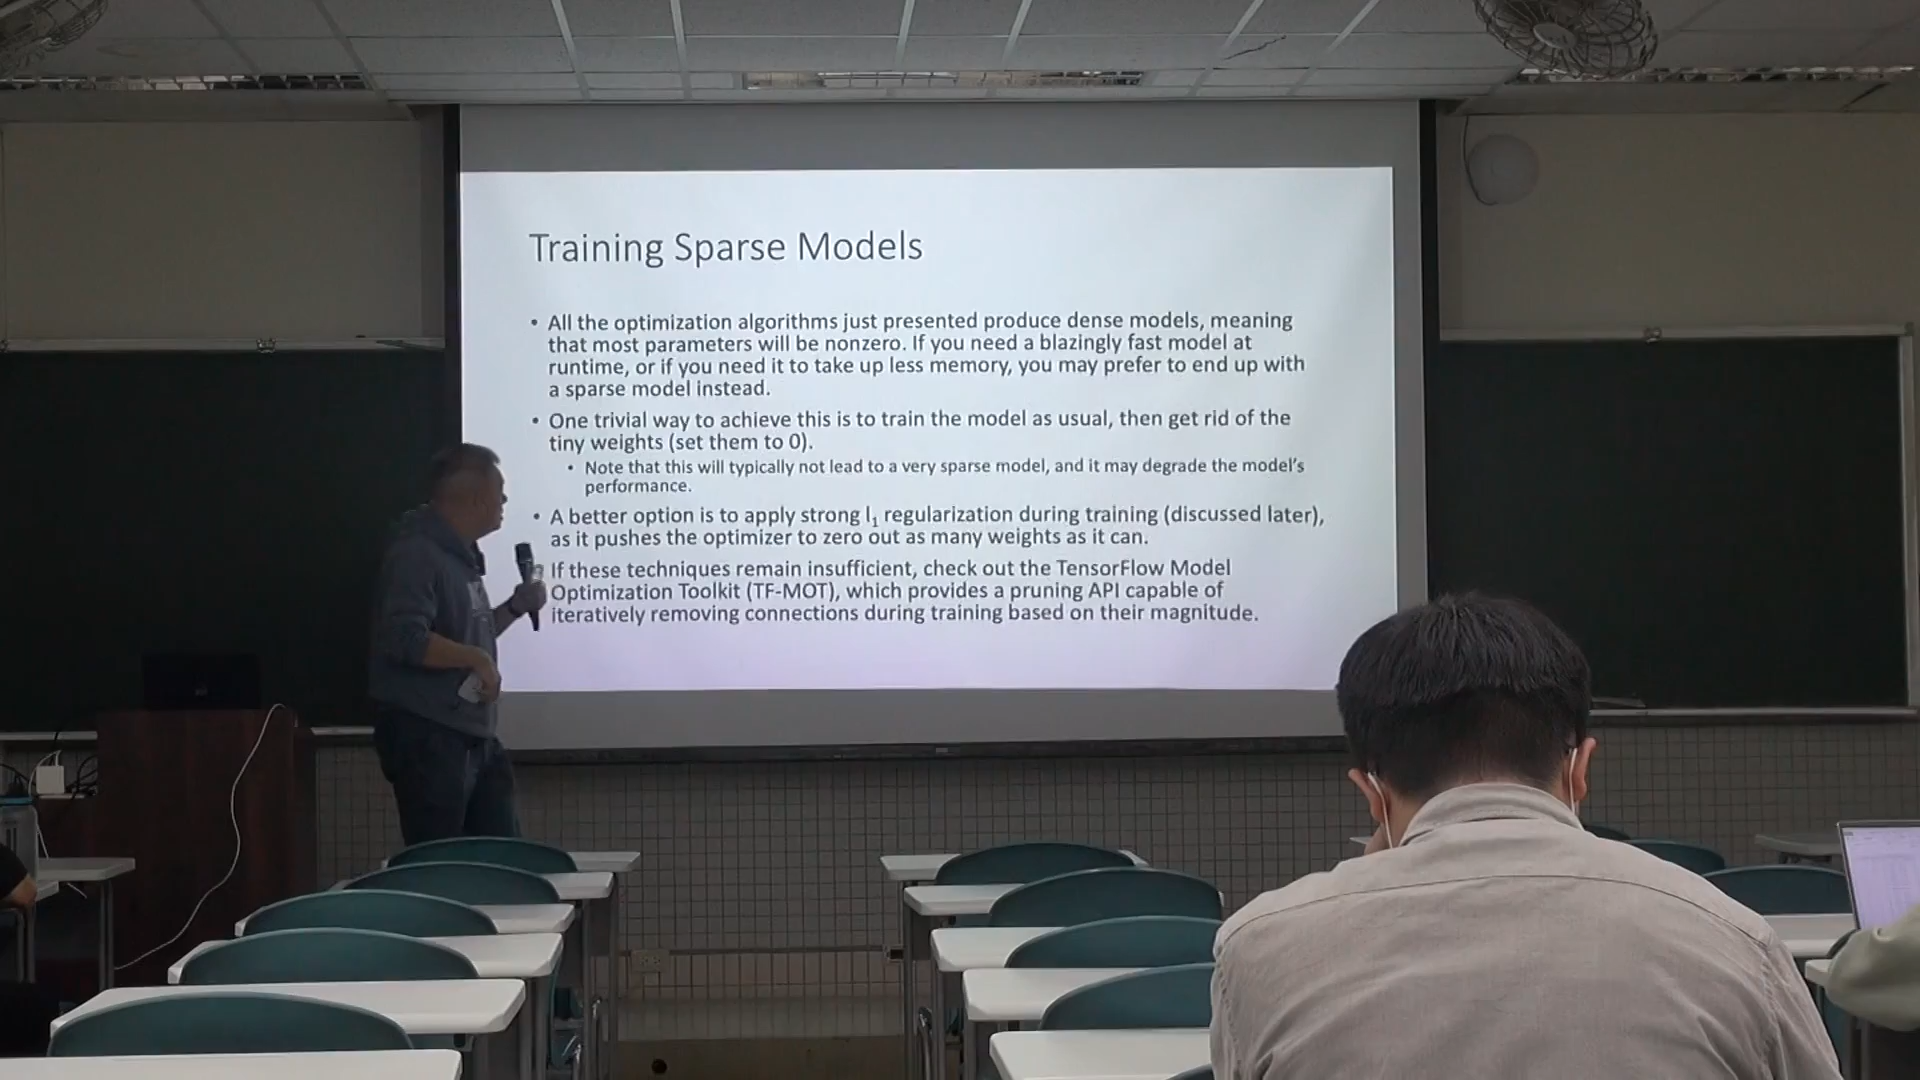 Training Sparse Models
• All the optimization algorithms just presented produce dense models, meaning
that most parameters will be nonzero. If you need a blazingly fast model at
runtime, or if you need it to take up less memory, you may prefer to end up with
a sparse model instead.
• One trivial way to achieve this is to train the model as usual, then get rid of the
tiny weights (set them to 0).
• Note that this will typically not lead to a very sparse model, and it may degrade the model's
performance.
• A better option is to apply strong l₁ regularization during training (discussed later),
as it pushes the optimizer to zero out as many weights as it can.
If these techniques remain insufficient, check out the TensorFlow Model
Optimization Toolkit (TF-MOT), which provides a pruning API capable of
iteratively removing connections during training based on their magnitude.